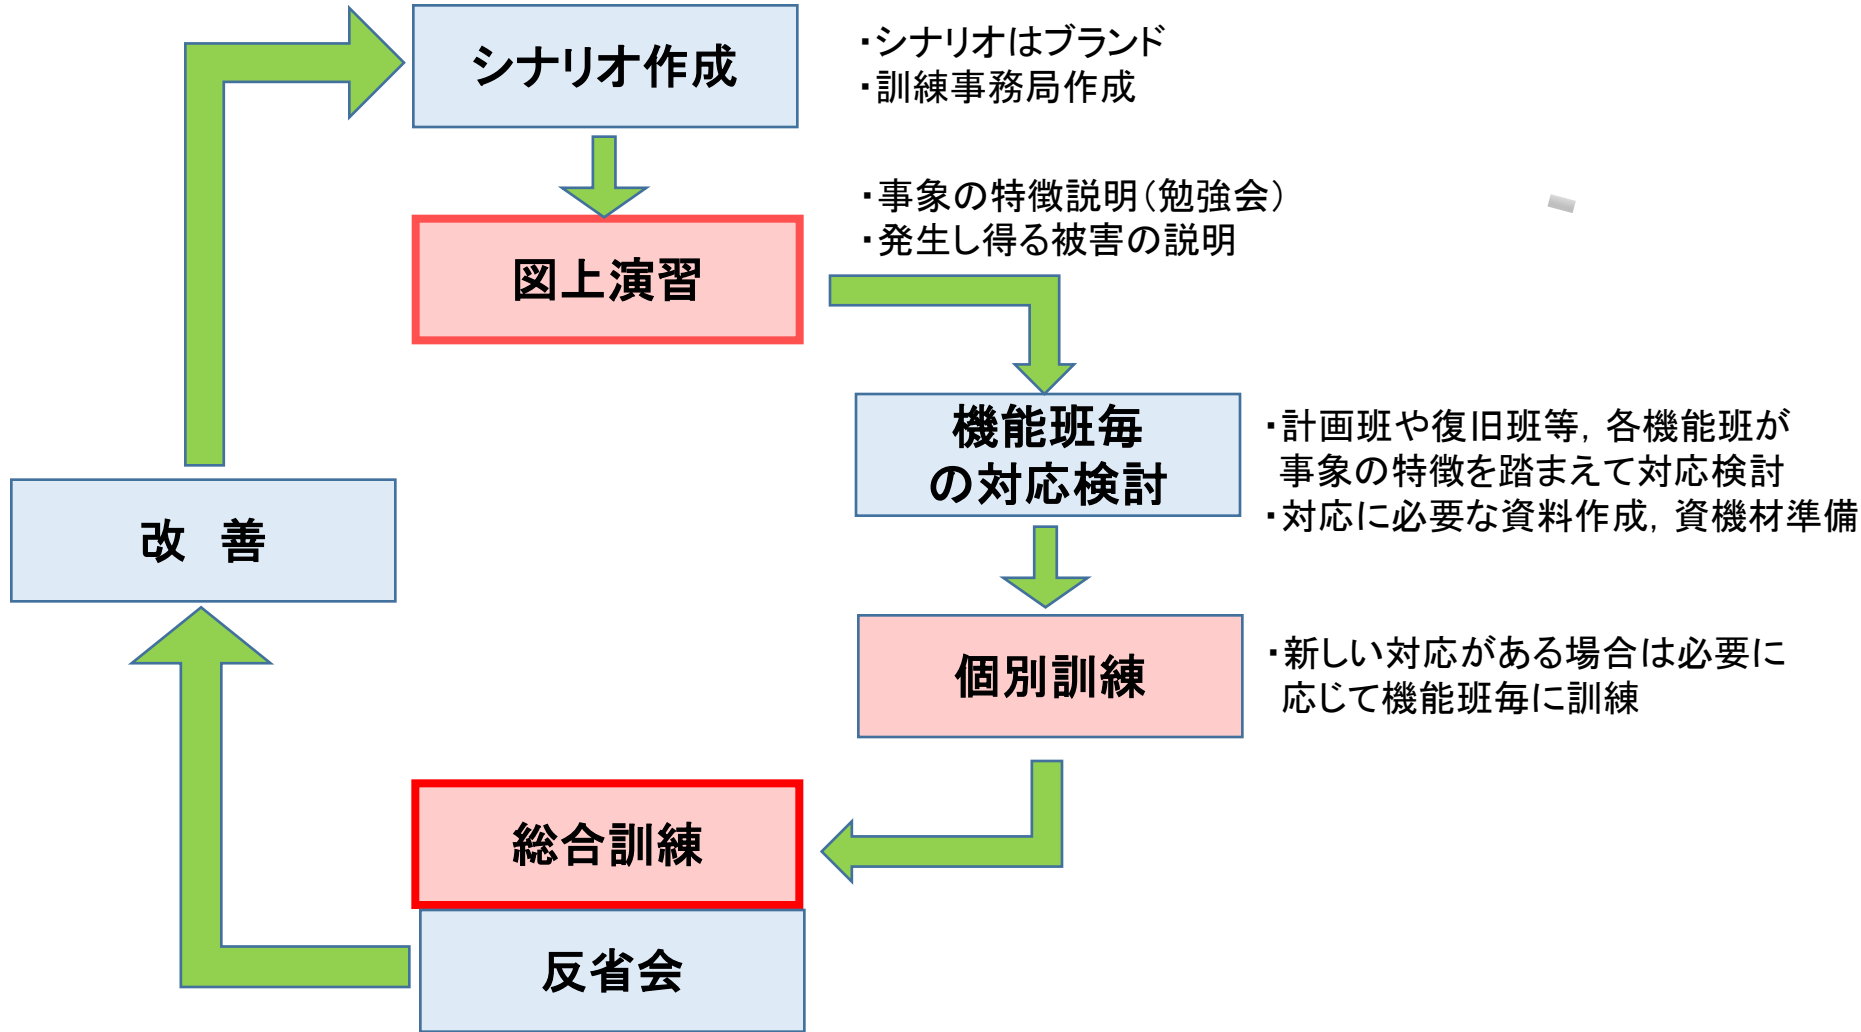 シナリオ作成
・シナリオはブランド
・訓練事務局作成
図上演習
・事象の特徴説明（勉強会）
・発生し得る被害の説明
機能班毎
の対応検討
・計画班や復旧班等，各機能班が
事象の特徴を踏まえて対応検討
・対応に必要な資料作成，資機材準備
個別訓練
・新しい対応がある場合は必要に
応じて機能班毎に訓練
総合訓練
反省会
改　善